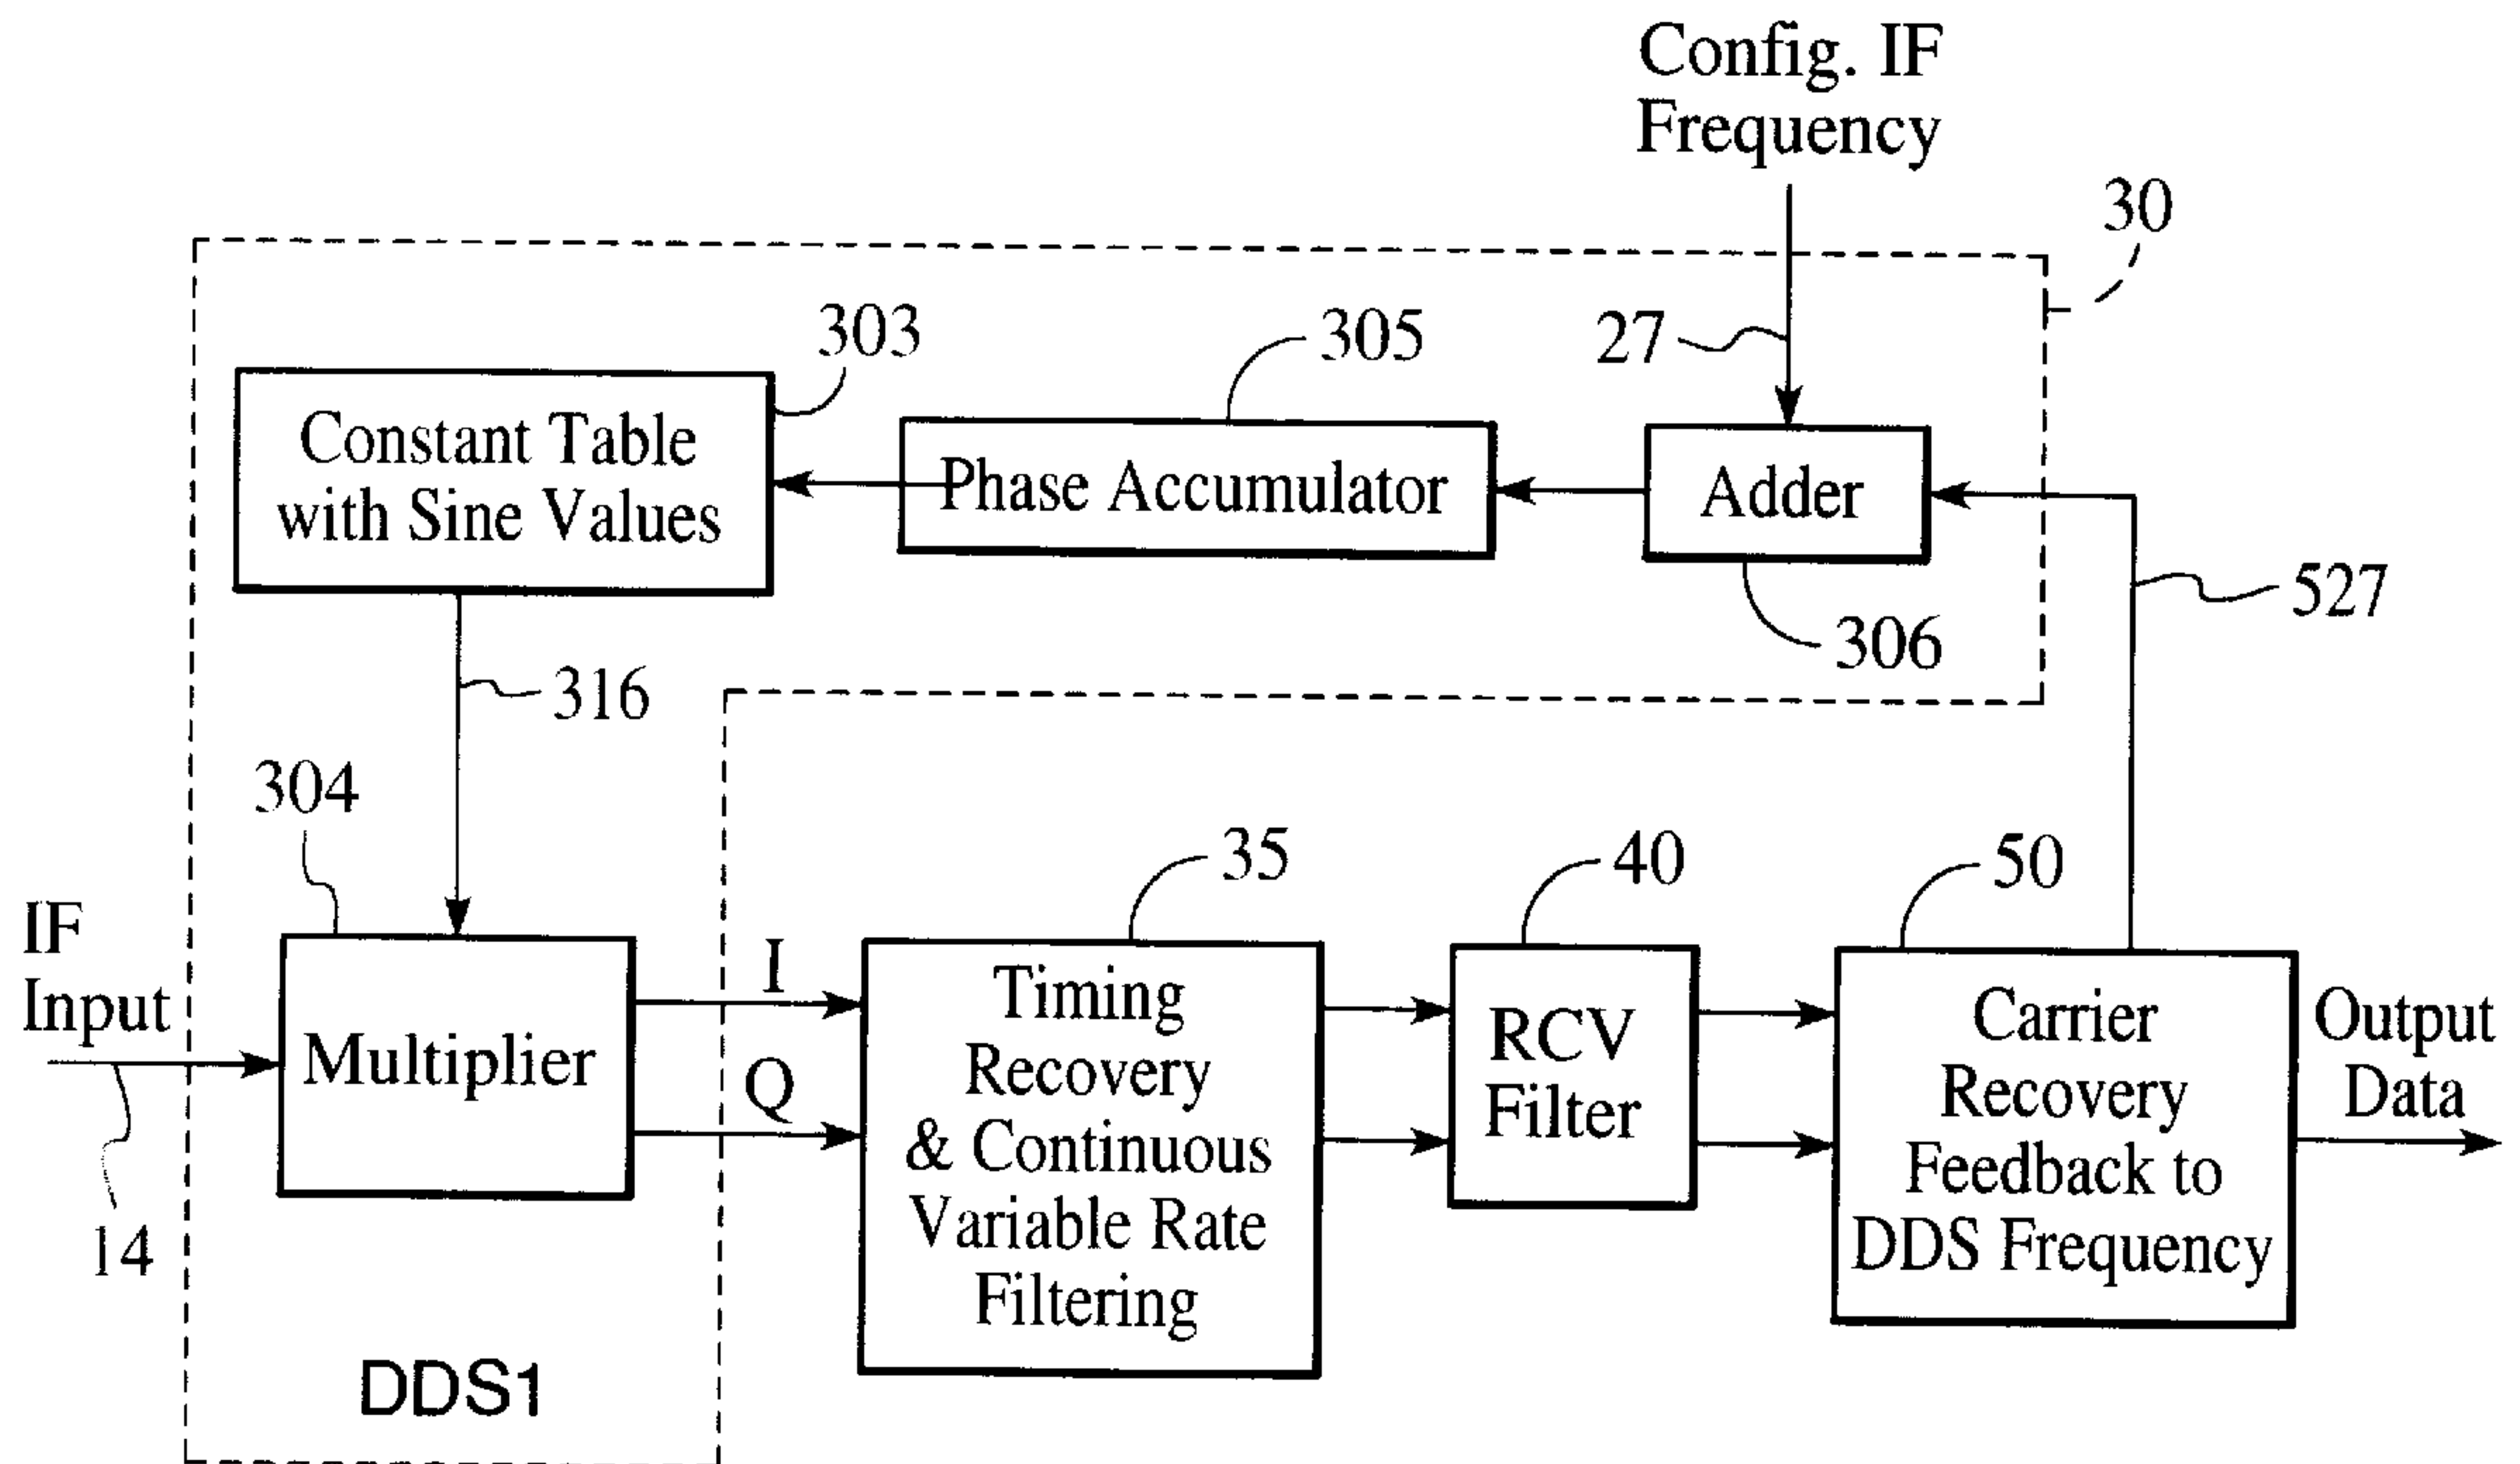 Config. IF
Frequency
30
303
305
27
Constant Table
with Sine Values
Phase Accumulator
Adder
527
306
316
304
35
40
50
IF
Input
14
Multiplier
I
Q
Timing
Recovery
& Continuous
Variable Rate
Filtering
RCV
Filter
Carrier
Recovery
Feedback to
DDS Frequency
Output
Data
DDS1